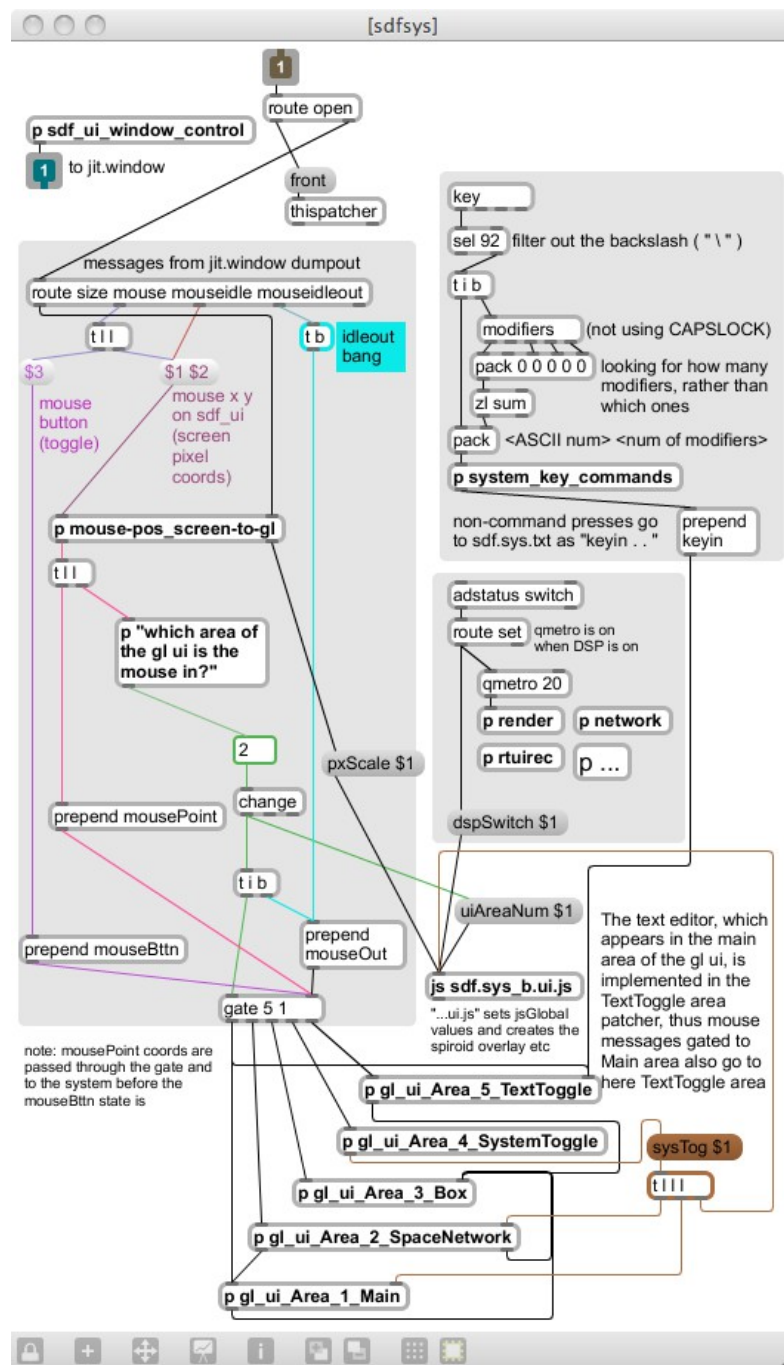 [sdfsys]
1
route open
p sdf_ui_window_control
1
to jit.window
front
thispatcher
messages from jit.window dumpout
route size mouse mouseidle mouseidleout
t l l
t b
idleout
bang
$3
$1 $2
mouse
button
(toggle)
mouse x y
on sdf_ui
(screen
pixel
coords)
p mouse-pos_screen-to-gl
t l l
p "which area of
the gl ui is the
mouse in?"
2
pxScale $1
change
prepend mousePoint
t i b
prepend mouseBttn
prepend
mouseOut
gate 5 1
note: mousePoint coords are
passed through the gate and
to the system before the
mouseBttn state is
key
sel 92
filter out the backslash ( " \ " )
t i b
modifiers
(not using CAPSLOCK)
pack 0 0 0 0 0
looking for how many
modifiers, rather than
which ones
zl sum
pack
<ASCII num> <num of modifiers>
p system_key_commands
non-command presses go
to sdf.sys.txt as "keyin . . "
prepend
keyin
adstatus switch
route set
qmetro is on
when DSP is on
qmetro 20
p render
p network
p rtuirec
p ...
dspSwitch $1
uiAreaNum $1
js sdf.sys_b.ui.js
"...ui.js" sets jsGlobal
values and creates the
spiroid overlay etc
The text editor, which
appears in the main
area of the gl ui, is
implemented in the
TextToggle area
patcher, thus mouse
messages gated to
Main area also go to
here TextToggle area
p gl_ui_Area_5_TextToggle
p gl_ui_Area_4_SystemToggle
sysTog $1
p gl_ui_Area_3_Box
t l l l
p gl_ui_Area_2_SpaceNetwork
p gl_ui_Area_1_Main